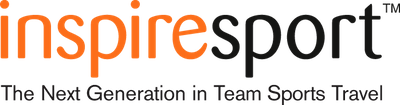 inspiresport™
The Next Generation in Team Sports Travel